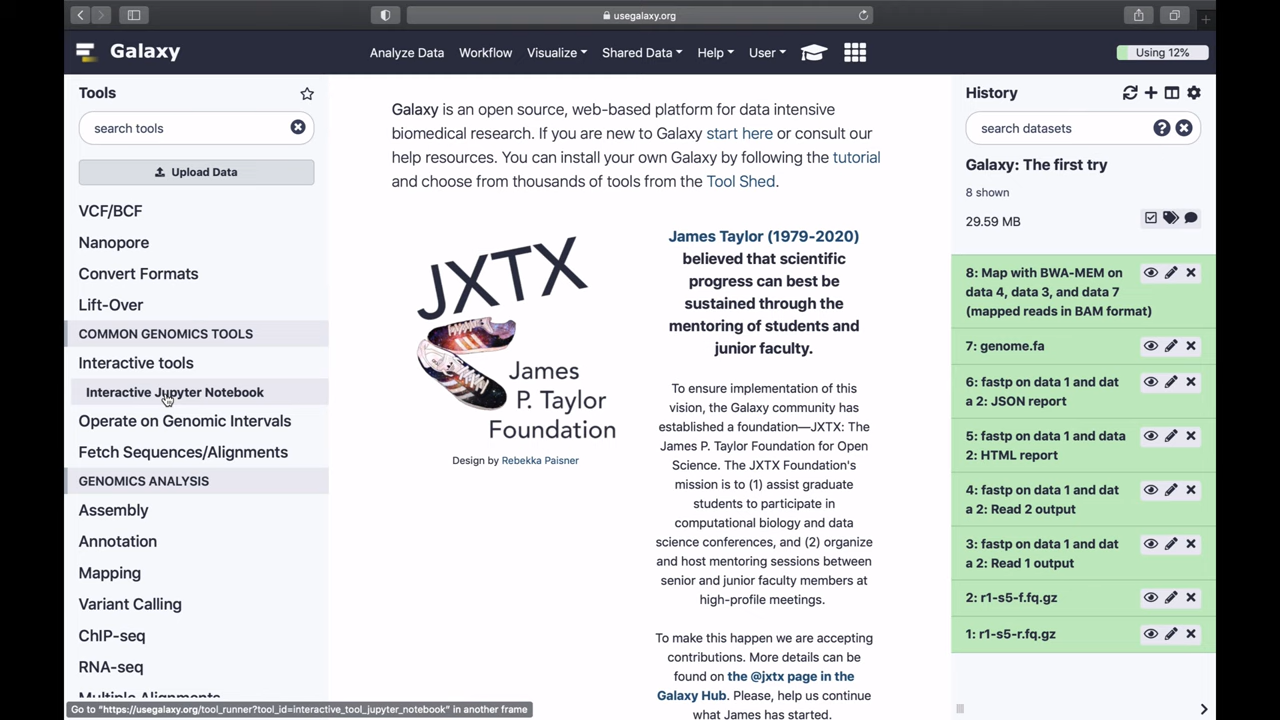 usegalaxy.org
Galaxy
Analyze Data
Workflow
Visualize
Shared Data
Help
User
Using 12%
Tools
search tools
Upload Data
VCF/BCF
Nanopore
Convert Formats
Lift-Over
COMMON GENOMICS TOOLS
Interactive tools
Interactive Jupyter Notebook
Operate on Genomic Intervals
Fetch Sequences/Alignments
GENOMICS ANALYSIS
Assembly
Annotation
Mapping
Variant Calling
ChIP-seq
RNA-seq
Multiple Alignments
Go to "https://usegalaxy.org/tool_runner?tool_id=interactive_tool_jupyter_notebook" in another frame
Galaxy is an open source, web-based platform for data intensive
biomedical research. If you are new to Galaxy start here or consult our
help resources. You can install your own Galaxy by following the tutorial
and choose from thousands of tools from the Tool Shed.
JXTX
James
P. Taylor
Foundation
Design by Rebekka Paisner
James Taylor (1979-2020)
believed that scientific
progress can best be
sustained through the
mentoring of students and
junior faculty.
To ensure implementation of this
vision, the Galaxy community has
established a foundation—JXTX: The
James P. Taylor Foundation for Open
Science. The JXTX Foundation's
mission is to (1) assist graduate
students to participate in
computational biology and data
science conferences, and (2) organize
and host mentoring sessions between
senior and junior faculty members at
high-profile meetings.
To make this happen we are accepting
contributions. More details can be
found on the @jxtx page in the
Galaxy Hub. Please, help us continue
what James has started.
History
search datasets
Galaxy: The first try
8 shown
29.59 MB
8: Map with BWA-MEM on
data 4, data 3, and data 7
(mapped reads in BAM format)
7: genome.fa
6: fastp on data 1 and dat
a 2: JSON report
5: fastp on data 1 and data
2: HTML report
4: fastp on data 1 and dat
a 2: Read 2 output
3: fastp on data 1 and dat
a 2: Read 1 output
2: r1-s5-f.fq.gz
1: r1-s5-r.fq.gz